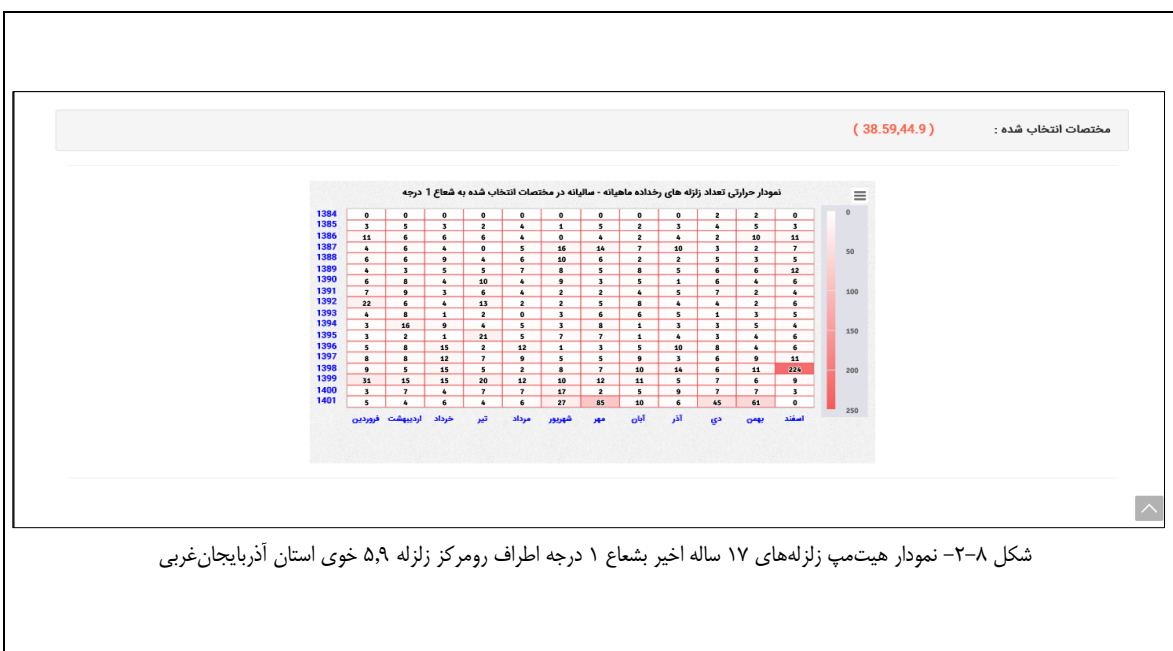 مختصات انتخاب شده : ( 38.59,44.9 )
نمودار حرارتی تعداد زلزله های رخداده ماهیانه - سالیانه در مختصات انتخاب شده به شعاع 1 درجه
1384 0 0 0 0 0 0 0 0 0 2 2 0
1385 3 5 3 2 4 1 5 2 3 4 5 3
1386 11 6 6 6 4 0 4 2 4 2 10 11
1387 4 6 4 0 5 16 14 7 10 3 2 7
1388 6 6 9 4 6 10 6 2 2 5 3 5
1389 4 3 5 5 7 8 5 8 5 6 6 12
1390 6 8 4 10 4 9 3 5 1 6 4 6
1391 7 9 3 6 4 2 2 4 5 7 2 4
1392 22 6 4 13 2 2 5 8 4 4 2 6
1393 4 8 1 2 0 3 6 6 5 1 3 5
1394 3 16 9 4 5 3 8 1 3 3 5 4
1395 3 2 1 21 5 7 7 1 4 3 4 6
1396 5 8 15 2 12 1 3 5 10 8 4 6
1397 8 8 12 7 9 5 5 9 3 6 9 11
1398 9 5 15 5 2 8 7 10 14 6 11 224
1399 31 15 15 20 12 10 12 11 5 7 6 9
1400 3 7 4 7 7 17 2 5 9 7 7 3
1401 5 4 6 4 6 27 85 10 6 45 61 0
فروردین اردیبهشت خرداد تیر مرداد شهریور مهر آبان آذر دي بهمن اسفند
0
50
100
150
200
250
شکل ۸-۲- نمودار هیت‌مپ زلزله‌های ۱۷ ساله اخیر بشعاع ۱ درجه اطراف رومرکز زلزله ۵,۹ خوی استان آذربایجان‌غربی